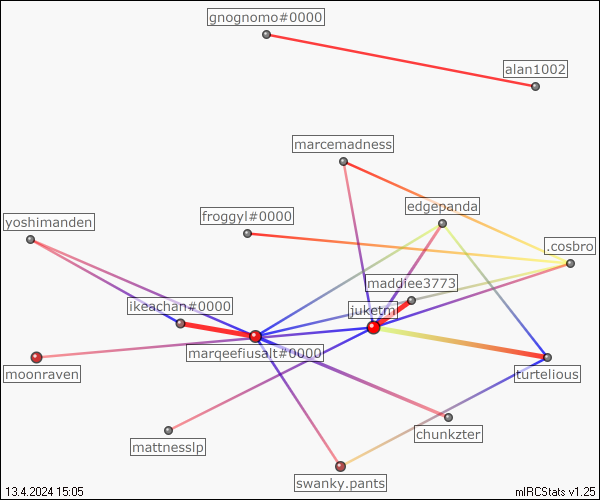 gnognomo#0000
alan1002
marcemadness
edgepanda
yoshimanden
froggyl#0000
.cosbro
maddlee3773
ikeachan#0000
juketm
marqeefiusalt#0000
moonraven
turtelious
chunkzter
mattnesslp
swanky.pants
13.4.2024 15:05
mIRCStats v1.25